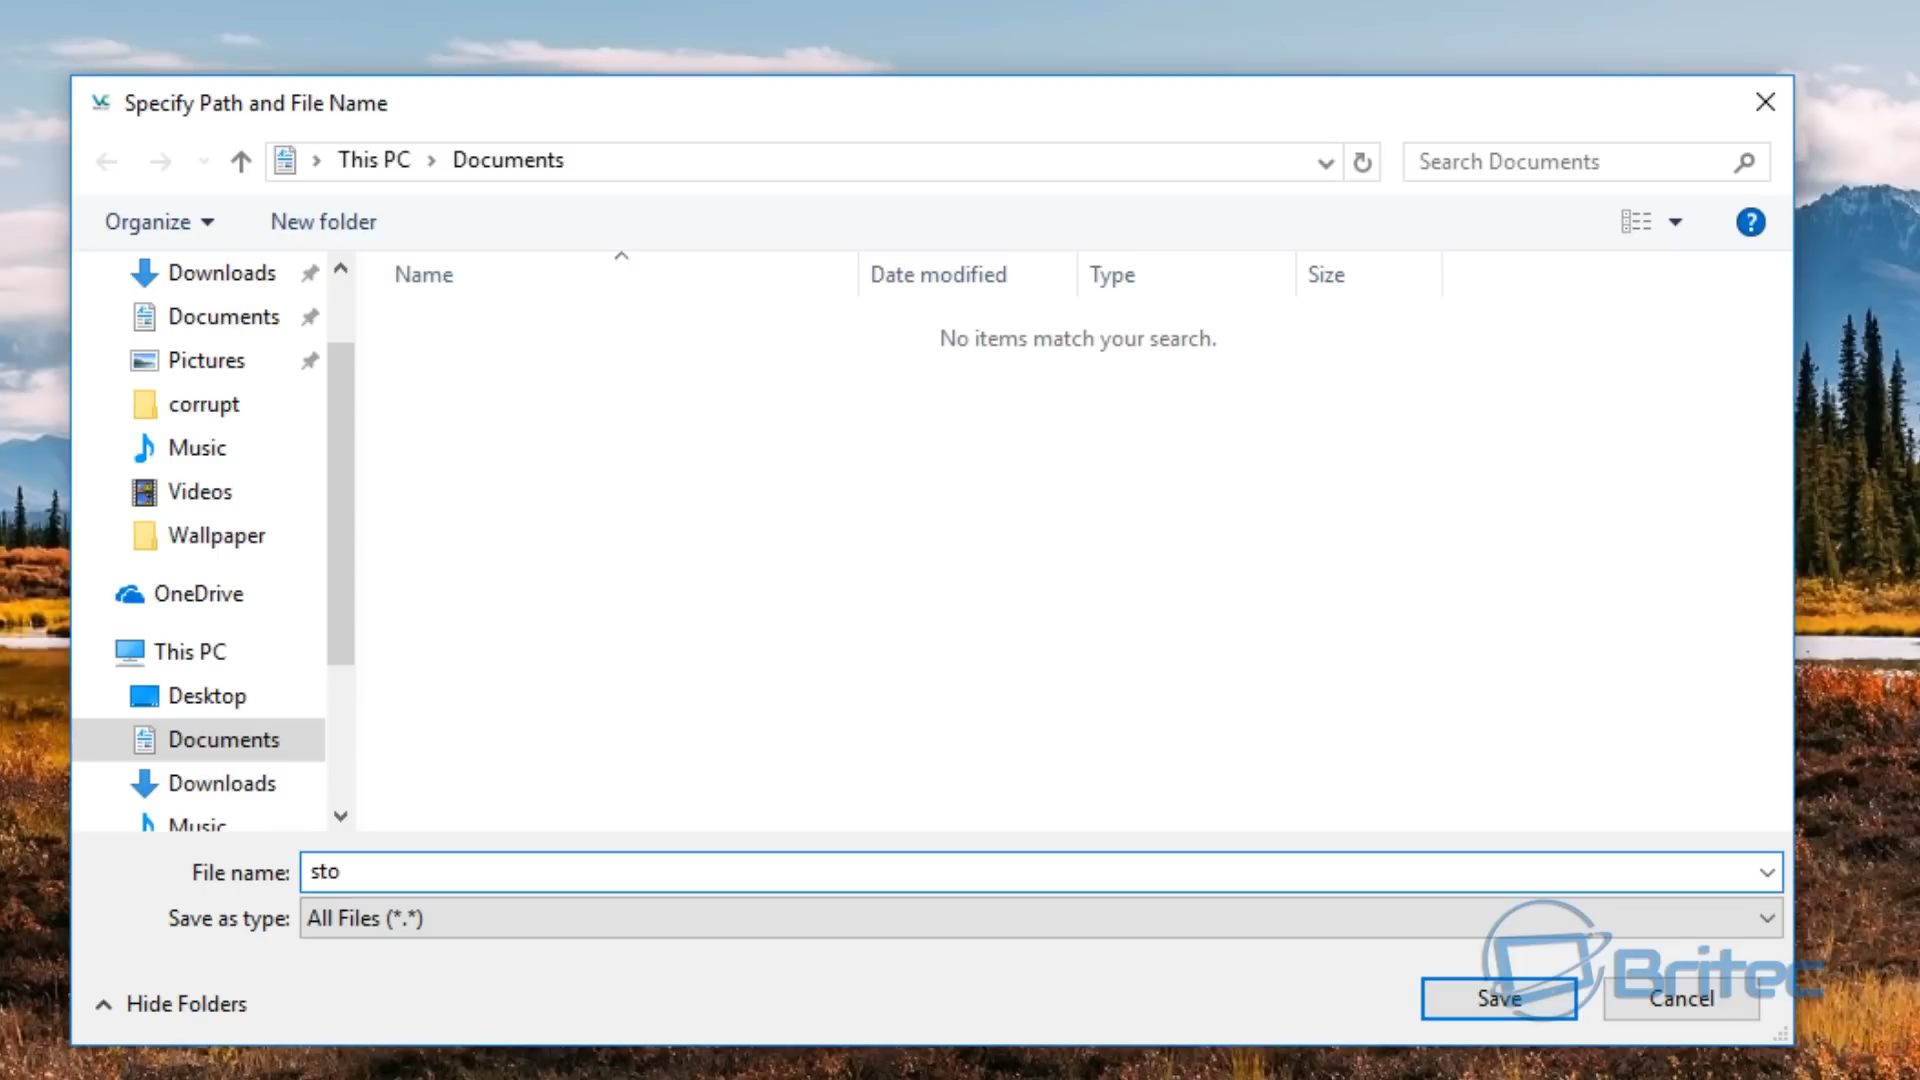 VC Specify Path and File Name
This PC Documents
Search Documents
Organize New folder
?
Downloads
Documents
Pictures
corrupt
Music
Videos
Wallpaper
OneDrive
This PC
Desktop
Documents
Downloads
Music
Name Date modified Type Size
No items match your search.
File name: sto
Save as type: All Files (*.*)
Hide Folders
Save Cancel
Britec